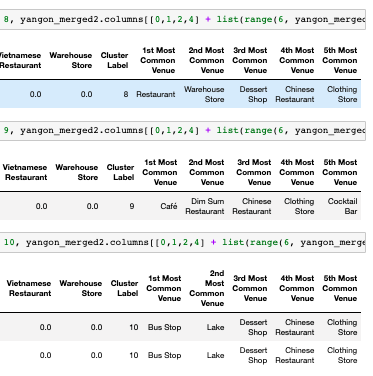 8, yangon_merged2.columns[[0,1,2,4] + list(range(6, yangon_merged
Vietnamese Restaurant Warehouse Store Cluster Label 1st Most Common Venue 2nd Most Common Venue 3rd Most Common Venue 4th Most Common Venue 5th Most Common Venue
0.0 0.0 8 Restaurant Warehouse Store Dessert Shop Chinese Restaurant Clothing Store
9, yangon_merged2.columns[[0,1,2,4] + list(range(6, yangon_merged
Vietnamese Restaurant Warehouse Store Cluster Label 1st Most Common Venue 2nd Most Common Venue 3rd Most Common Venue 4th Most Common Venue 5th Most Common Venue
0.0 0.0 9 Café Dim Sum Restaurant Chinese Restaurant Clothing Store Cocktail Bar
10, yangon_merged2.columns[[0,1,2,4] + list(range(6, yangon_merge
Vietnamese Restaurant Warehouse Store Cluster Label 1st Most Common Venue 2nd Most Common Venue 3rd Most Common Venue 4th Most Common Venue 5th Most Common Venue
0.0 0.0 10 Bus Stop Lake Dessert Shop Chinese Restaurant Clothing Store
0.0 0.0 10 Bus Stop Lake Dessert Shop Chinese Restaurant Clothing Store